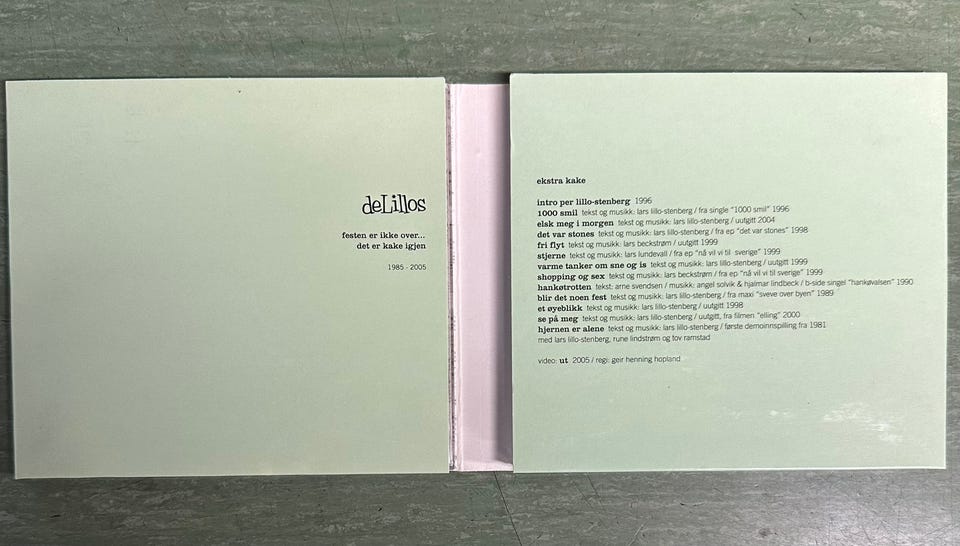 deLillos
festen er ikke over...
det er kake igjen
1985 - 2005
ekstra kake
intro per lillo-stenberg 1996
1000 smil tekst og musikk: lars lillo-stenberg / fra single "1000 smil" 1996
elsk meg i morgen tekst og musikk: lars lillo-stenberg / uutgitt 2004
det var stones tekst og musikk: lars lillo-stenberg / fra ep "det var stones" 1998
fri flyt tekst og musikk: lars beckstrøm / uutgitt 1999
stjerne tekst og musikk: lars lundevall / fra ep "nå vil vi til sverige" 1999
varme tanker om snø og is tekst og musikk: lars lillo-stenberg / uutgitt 1999
shopping og sex tekst og musikk: lars beckstrøm / fra ep "nå vil vi til sverige" 1999
hankøtrotten tekst: arne svendsen / musikk: angel solvik & hjalmar lindbeck / b-side singel "hankøvalsen" 1990
blir det noen fest tekst og musikk: lars lillo-stenberg / fra maxi "sveve over byen" 1989
et øyeblikk tekst og musikk: lars lillo-stenberg / uutgitt 1998
se på meg tekst og musikk: lars lillo-stenberg / uutgitt, fra filmen "elling" 2000
hjernen er alene tekst og musikk: lars lillo-stenberg / første demoinnspilling fra 1981
med lars lillo-stenberg, rune lindstrøm og tov ramstad
video: ut 2005 / regi: geir henning hopland